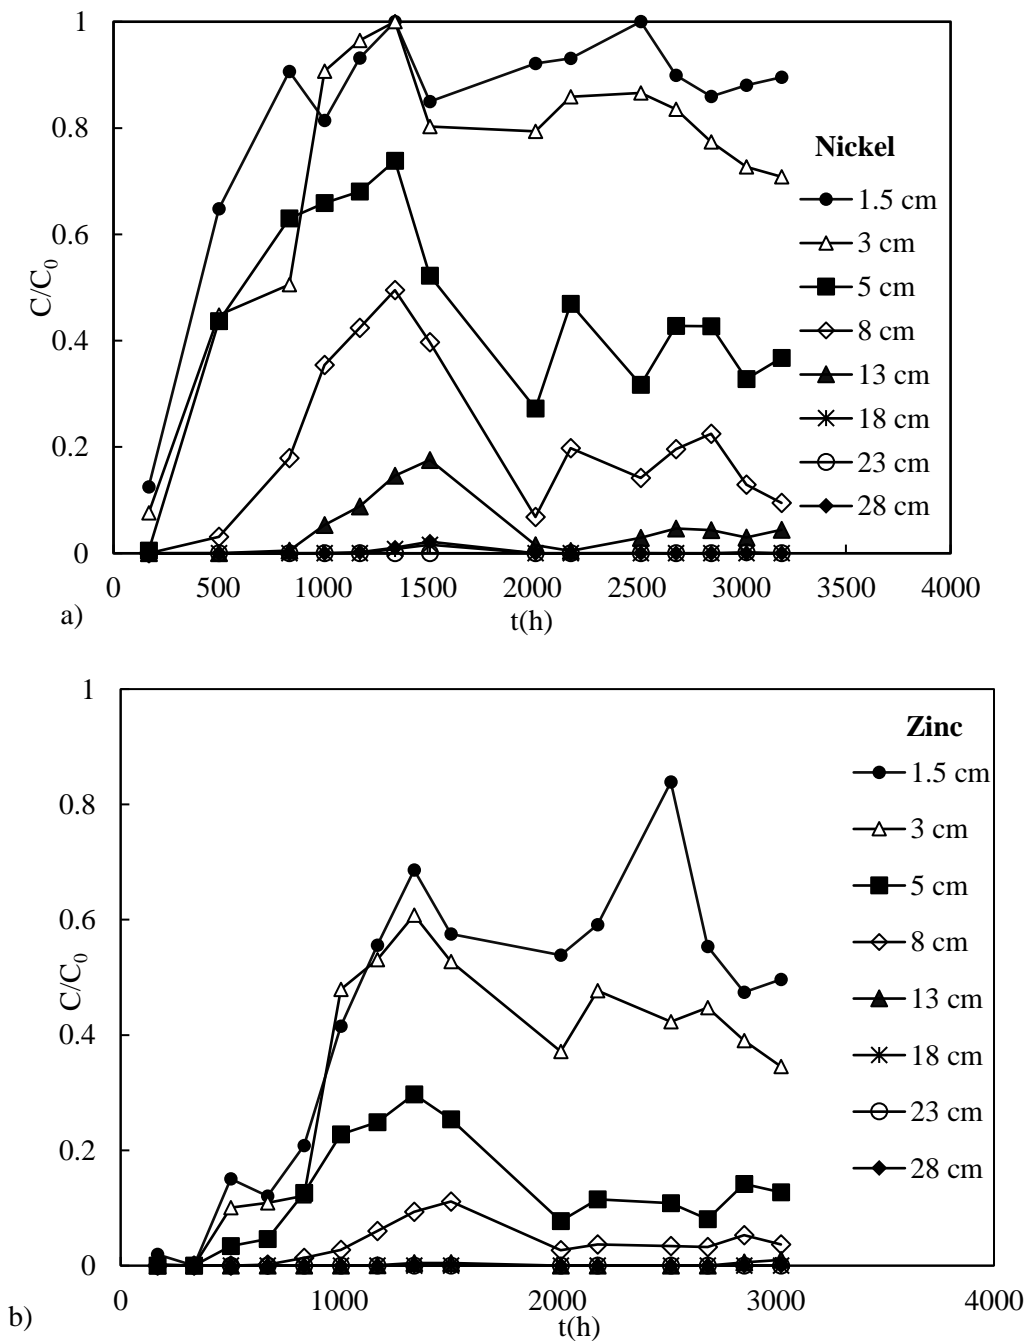 1
0.8
0.6
0.4
0.2
0
C/C0
0 500 1000 1500 2000 2500 3000 3500 4000
t(h)
Nickel
1.5 cm
3 cm
5 cm
8 cm
13 cm
18 cm
23 cm
28 cm
a)
1
0.8
0.6
0.4
0.2
0
C/C0
0 1000 2000 3000 4000
t(h)
Zinc
1.5 cm
3 cm
5 cm
8 cm
13 cm
18 cm
23 cm
28 cm
b)